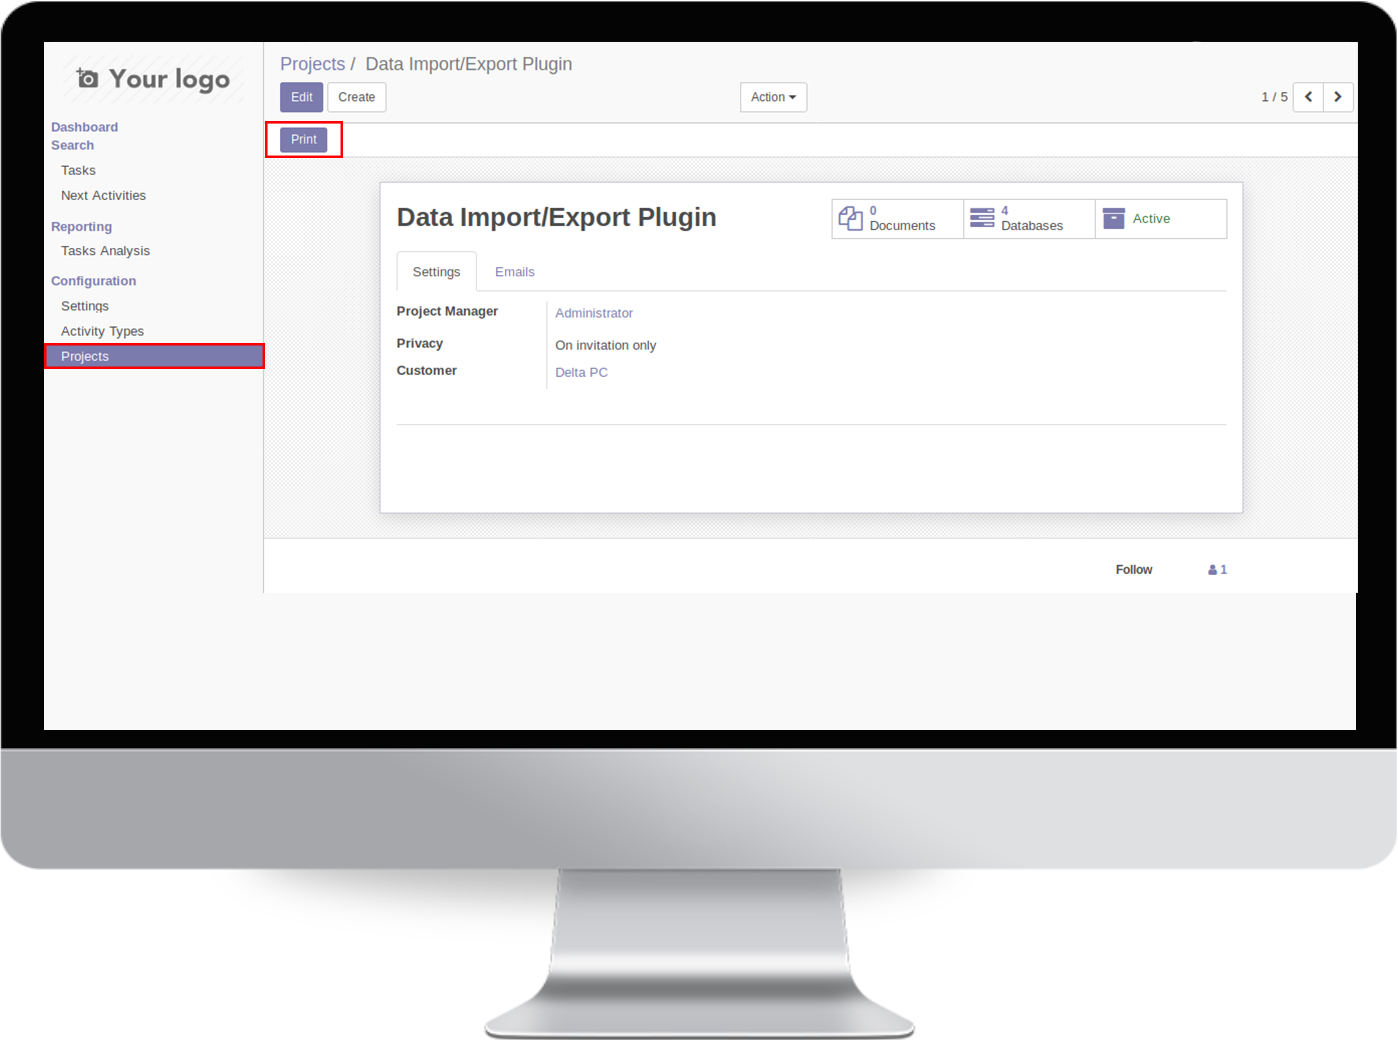 Your logo
Dashboard
Search
Tasks
Next Activities
Reporting
Tasks Analysis
Configuration
Settings
Activity Types
Projects
Projects / Data Import/Export Plugin
Edit Create Action 1 / 5
Print
Data Import/Export Plugin
0 Documents
4 Databases
Active
Settings Emails
Project Manager Administrator
Privacy On invitation only
Customer Delta PC
Follow 1